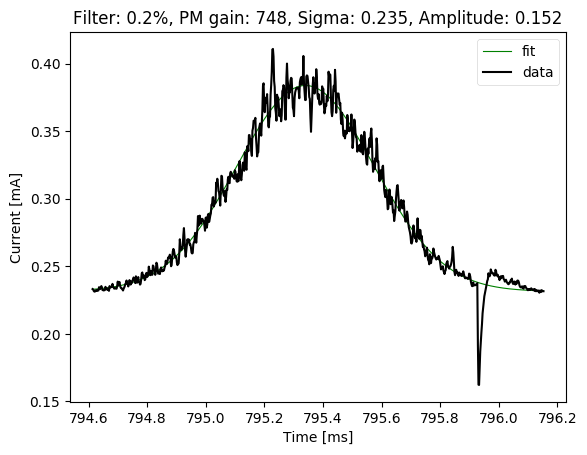 Filter: 0.2%, PM gain: 748, Sigma: 0.235, Amplitude: 0.152
fit
data
0.40
0.35
0.30
0.25
0.20
0.15
Current [mA]
794.6 794.8 795.0 795.2 795.4 795.6 795.8 796.0 796.2
Time [ms]